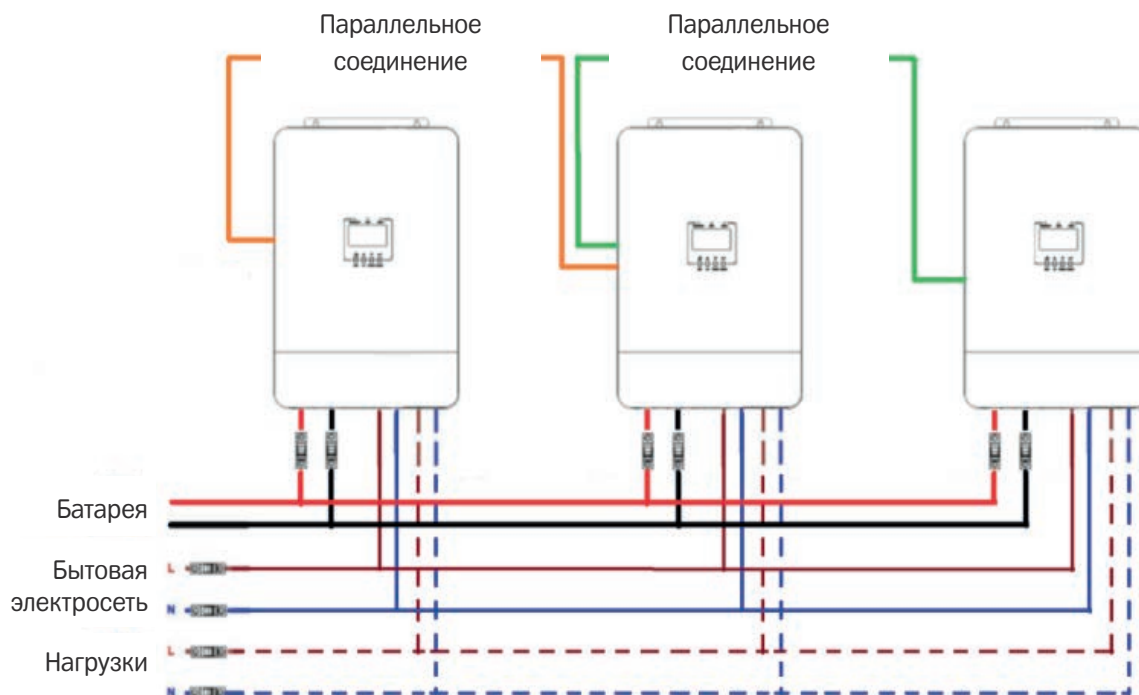 Параллельное
соединение
Параллельное
соединение
Батарея
Бытовая
электросеть
L
N
Нагрузки
L
N